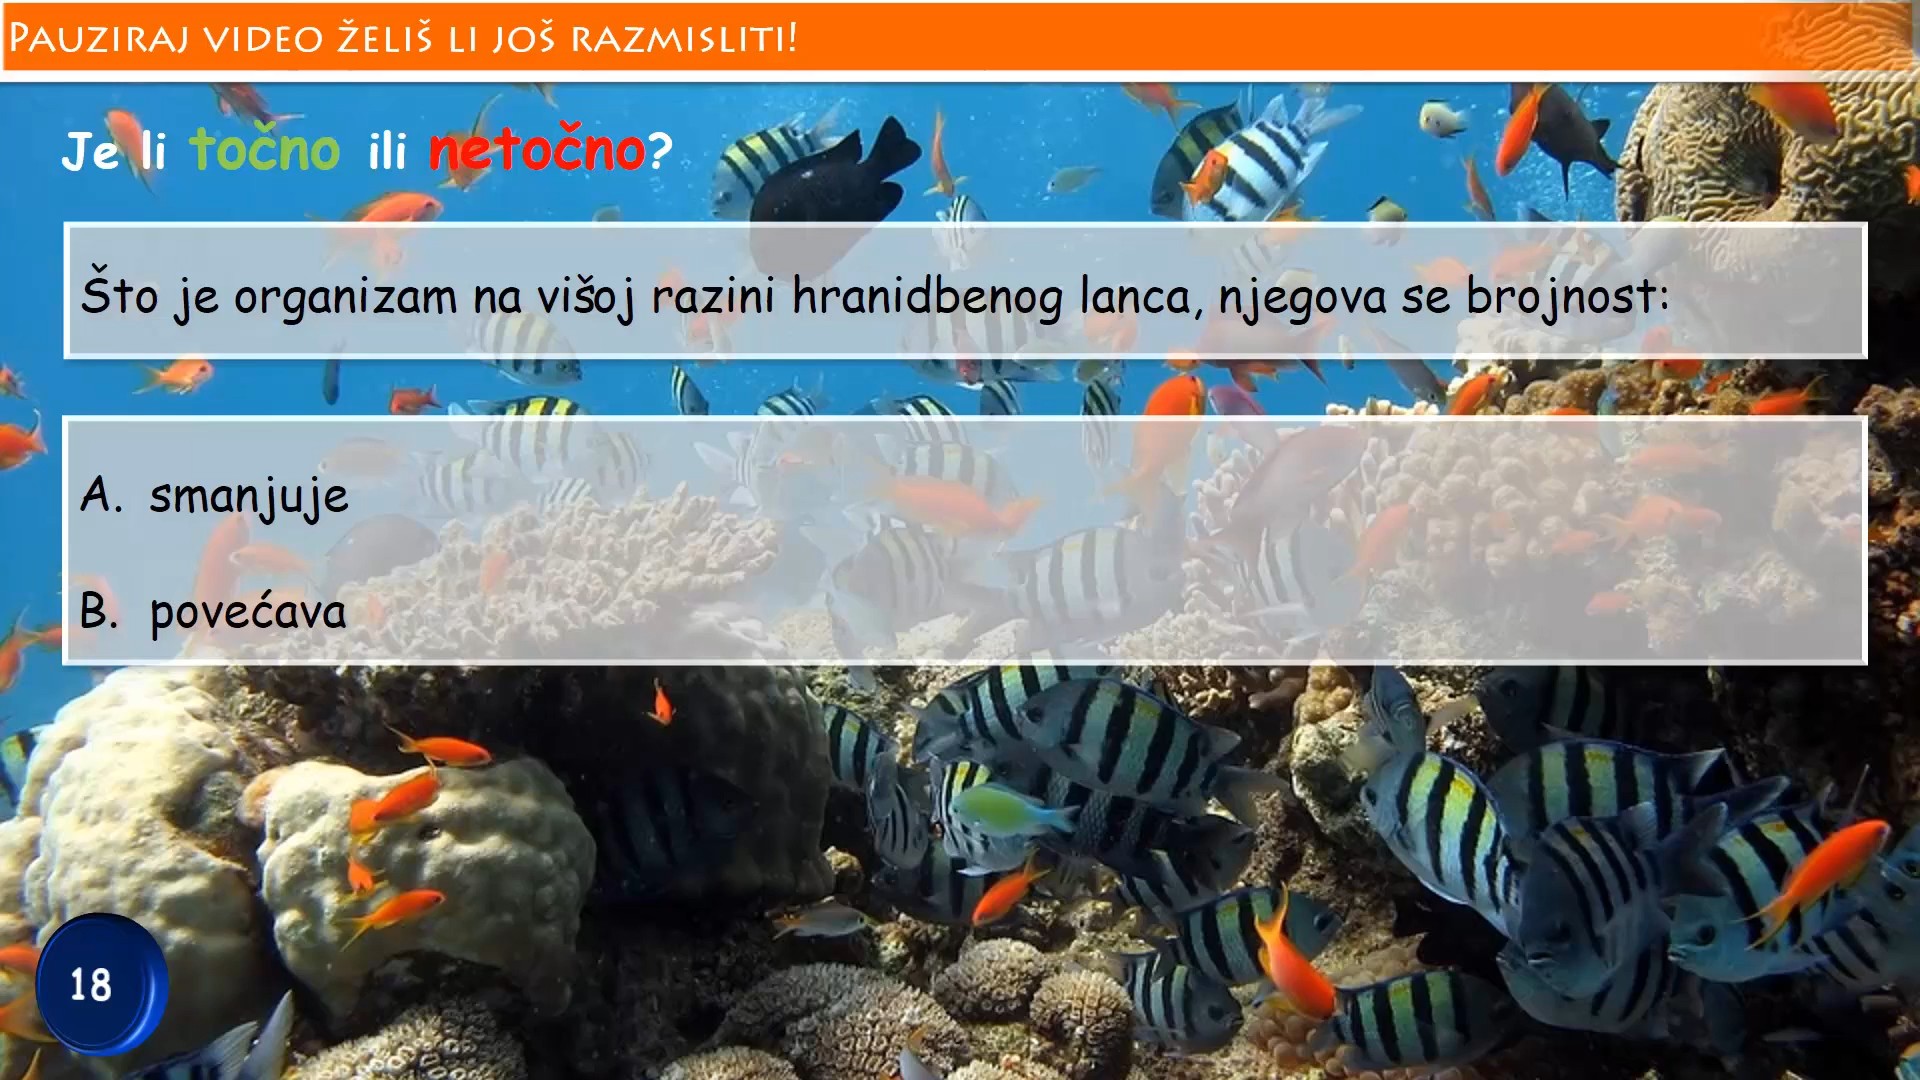 Pauziraj video želiš li još razmisliti!
Je li točno ili netočno?
Što je organizam na višoj razini hranidbenog lanca, njegova se brojnost:
A. smanjuje
B. povećava
18